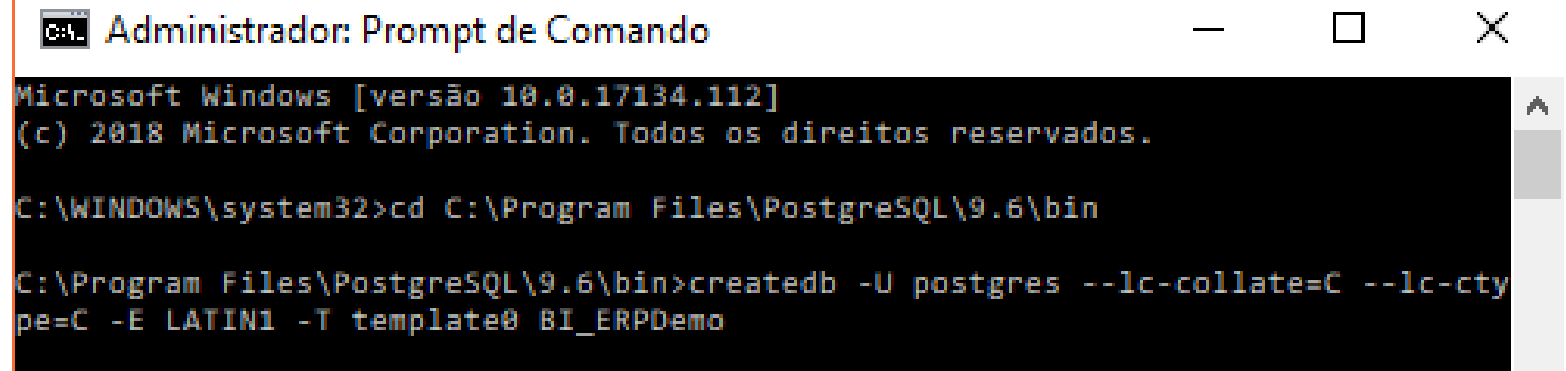 Administrador: Prompt de Comando
Microsoft Windows [versão 10.0.17134.112]
(c) 2018 Microsoft Corporation. Todos os direitos reservados.
C:\WINDOWS\system32>cd C:\Program Files\PostgreSQL\9.6\bin
C:\Program Files\PostgreSQL\9.6\bin>createdb -U postgres --lc-collate=C --lc-cty
pe=C -E LATIN1 -T template0 BI_ERPDemo